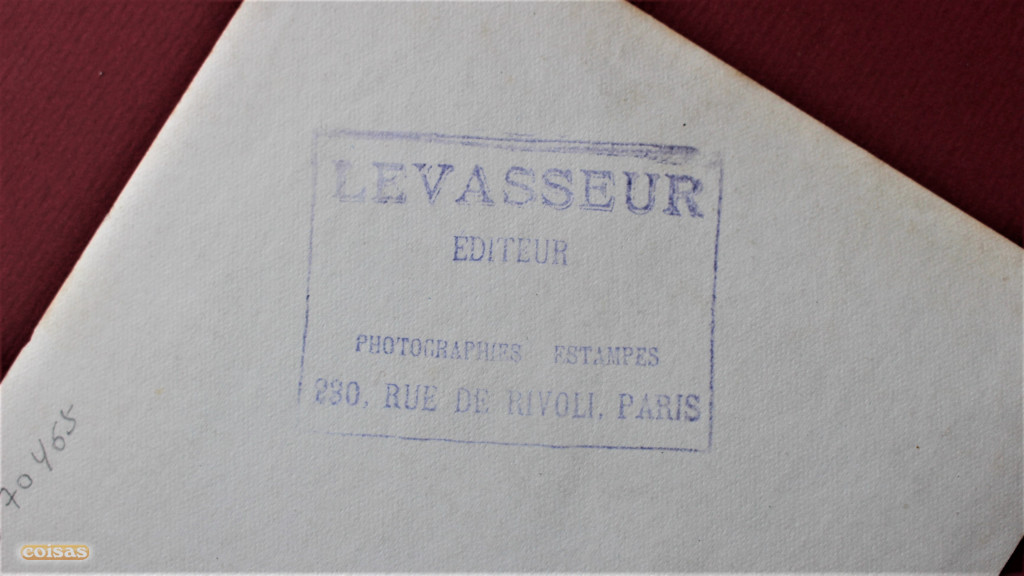 LEVASSEUR
EDITEUR
PHOTOGRAPHIES ESTAMPES
230, RUE DE RIVOLI, PARIS
70465
coisas